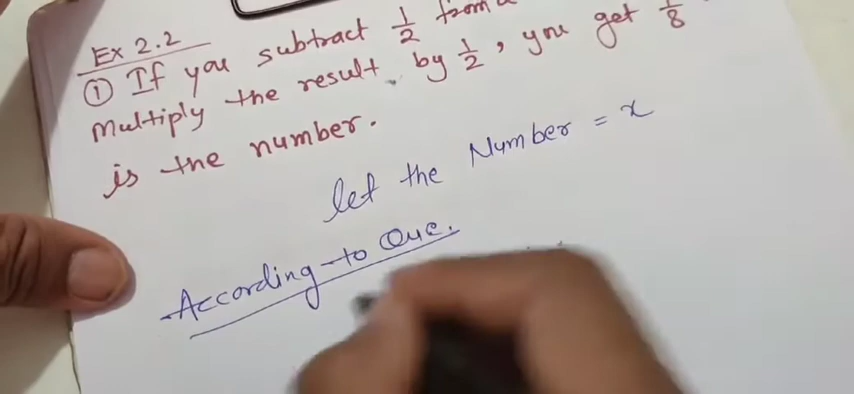 Ex 2.2
① If you subtract 1/2 from a
Multiply the result by 1/2, you get 1/8
is the number.
let the Number = x
According to Que.